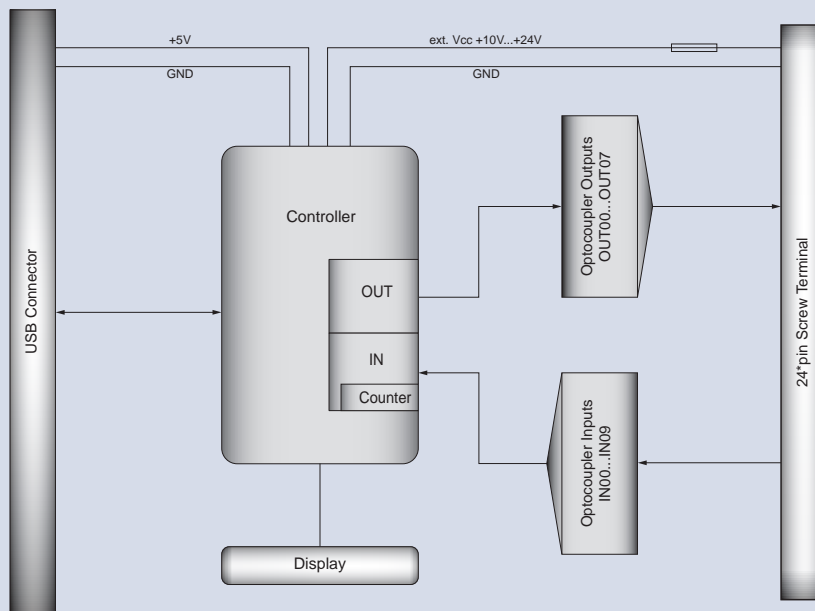 +5V
ext. Vcc +10V...+24V
GND
GND
USB Connector
Controller
OUT
IN
Counter
Optocoupler Outputs
OUT00...OUT07
Optocoupler Inputs
IN00...IN09
24*pin Screw Terminal
Display